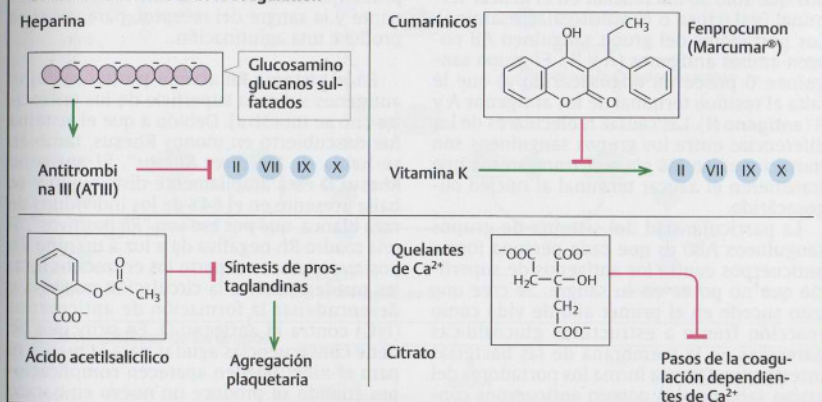 Heparina
Glucosamino
glucanos sul-
fatados
Antitrombi
na III (ATIII)
II VII IX X
Cumarínicos
OH
CH₃
O O
Fenprocumon
(Marcumar®)
Vitamina K
II VII IX X
O
O
CH₃
COO⁻
Ácido acetilsalicílico
Síntesis de pros-
taglandinas
Agregación
plaquetaria
Quelantes
de Ca²⁺
⁻OOC COO⁻
H₂C–C–OH
CH₂
COO⁻
Citrato
Pasos de la coagu-
lación dependien-
tes de Ca²⁺